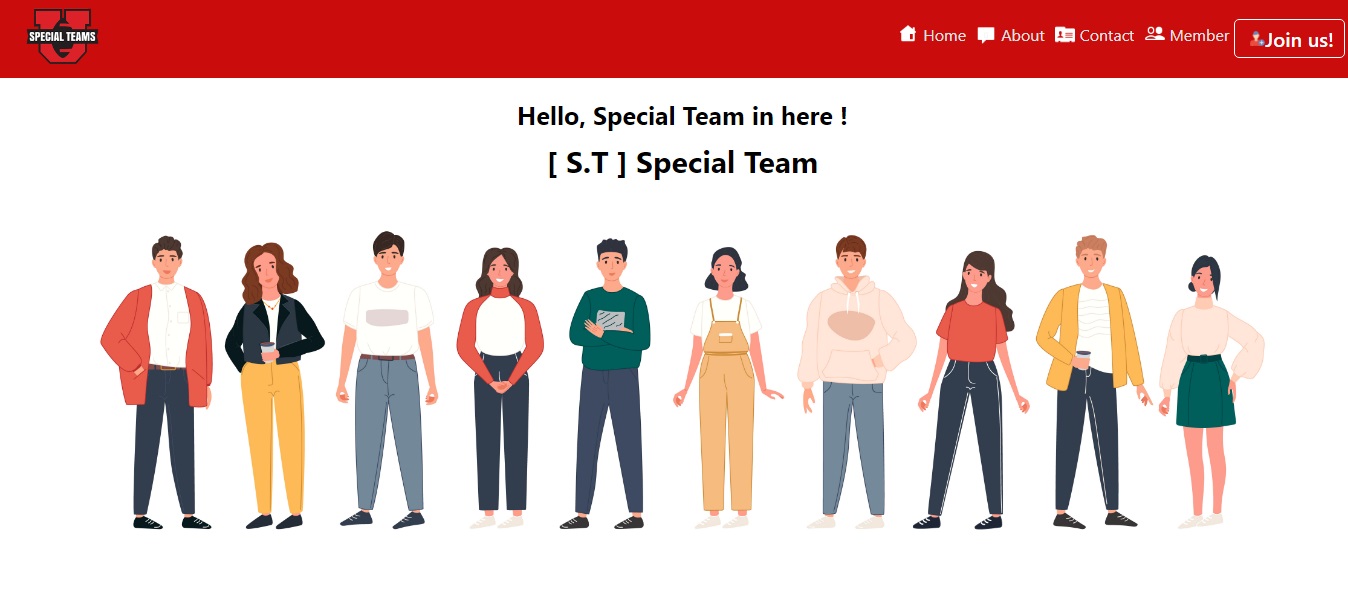 SPECIAL TEAMS
Home About Contact Member Join us!
Hello, Special Team in here !
[ S.T ] Special Team